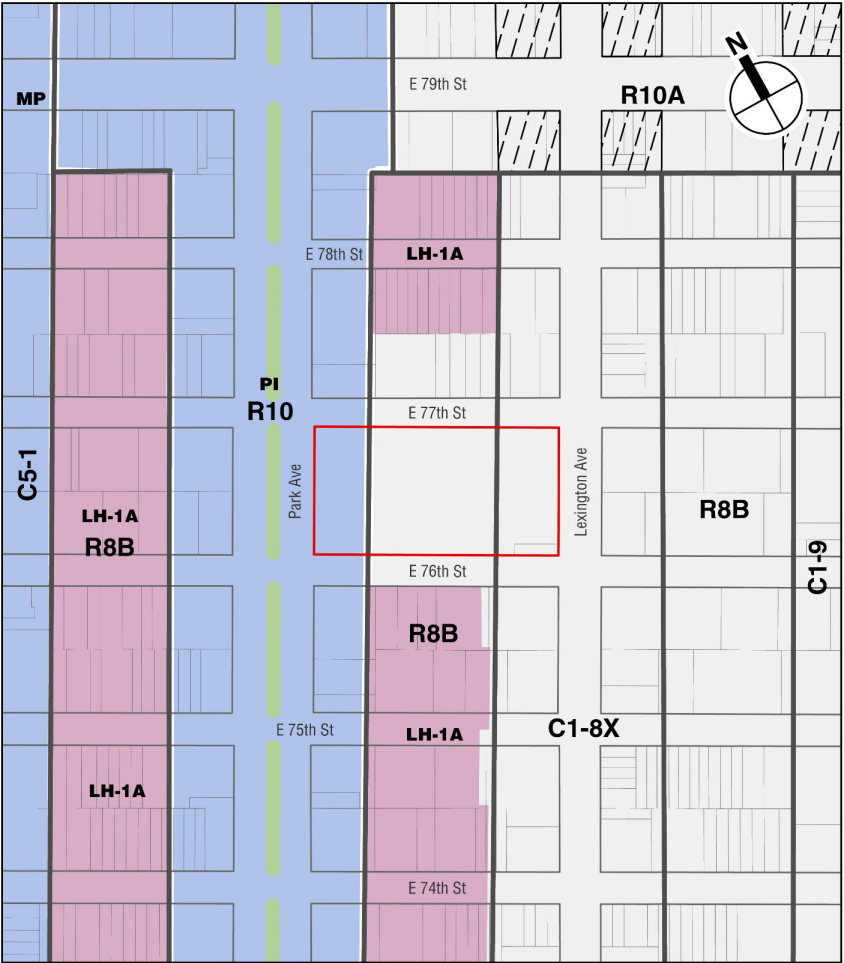 N
E 79th St
R10A
MP
E 78th St
LH-1A
PI
R10
E 77th St
C5-1
Park Ave
Lexington Ave
LH-1A
R8B
R8B
E 76th St
C1-9
R8B
E 75th St
LH-1A
C1-8X
LH-1A
E 74th St